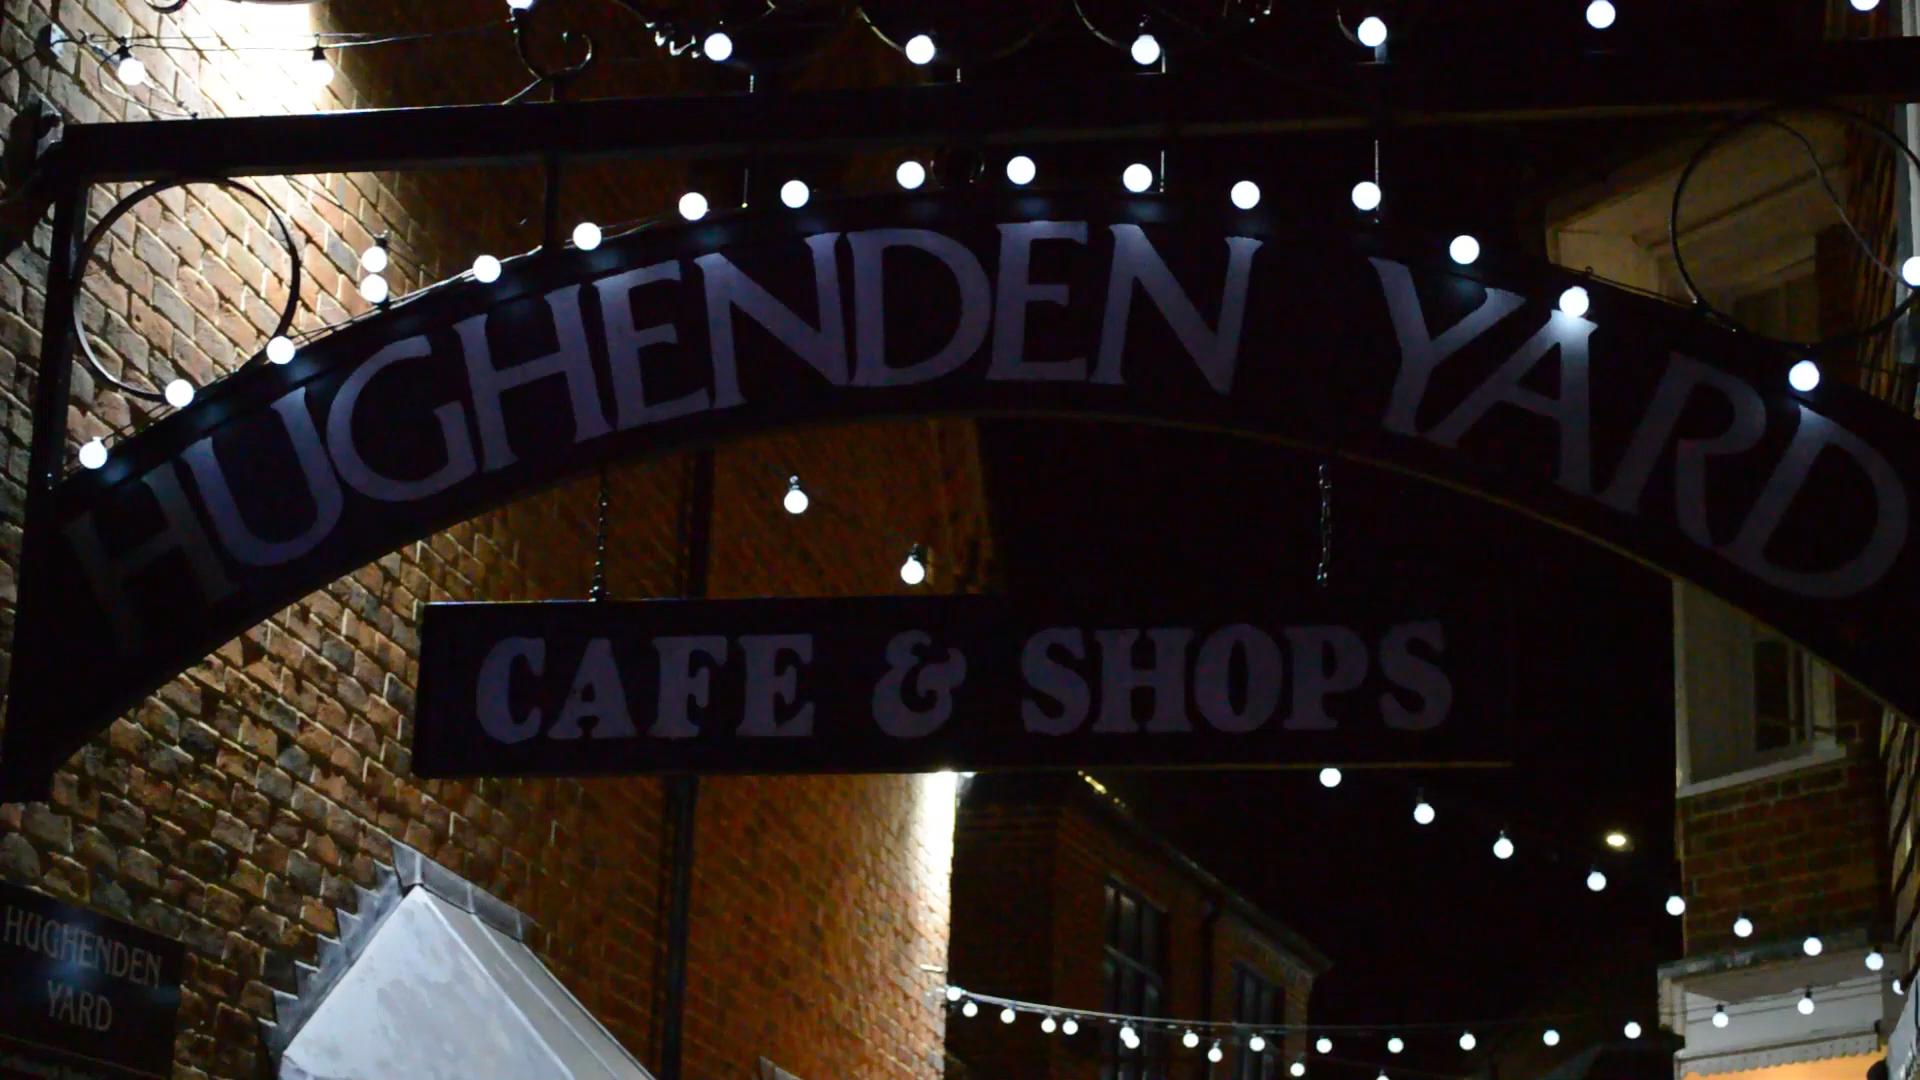 HUGHENDEN YARD
CAFE & SHOPS
HUGHENDEN
YARD